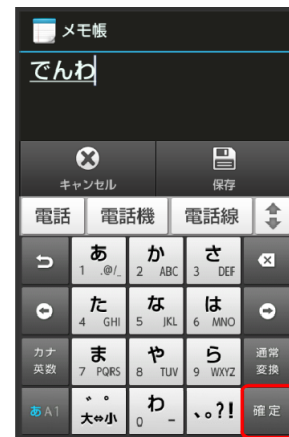 メモ帳
でんわ
キャンセル 保存
電話 電話機 電話線
あ 1 .@/_ か 2 ABC さ 3 DEF
た 4 GHI な 5 JKL は 6 MNO
カナ英数 ま 7 PQRS や 8 TUV ら 9 WXYZ 通常変換
あA1 ゛゜大⇔小 わ 0 - 、。?! 確定